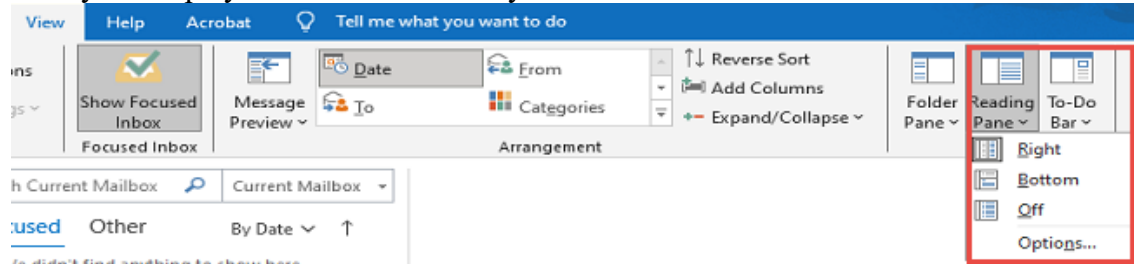 View Help Acrobat Tell me what you want to do
Show Focused Inbox
Message Preview
Date
From
To
Categories
Reverse Sort
Add Columns
Expand/Collapse
Folder Pane
Reading Pane
To-Do Bar
Focused Inbox
Arrangement
Right
Bottom
Off
Options...
Current Mailbox
Current Mailbox
Other
By Date